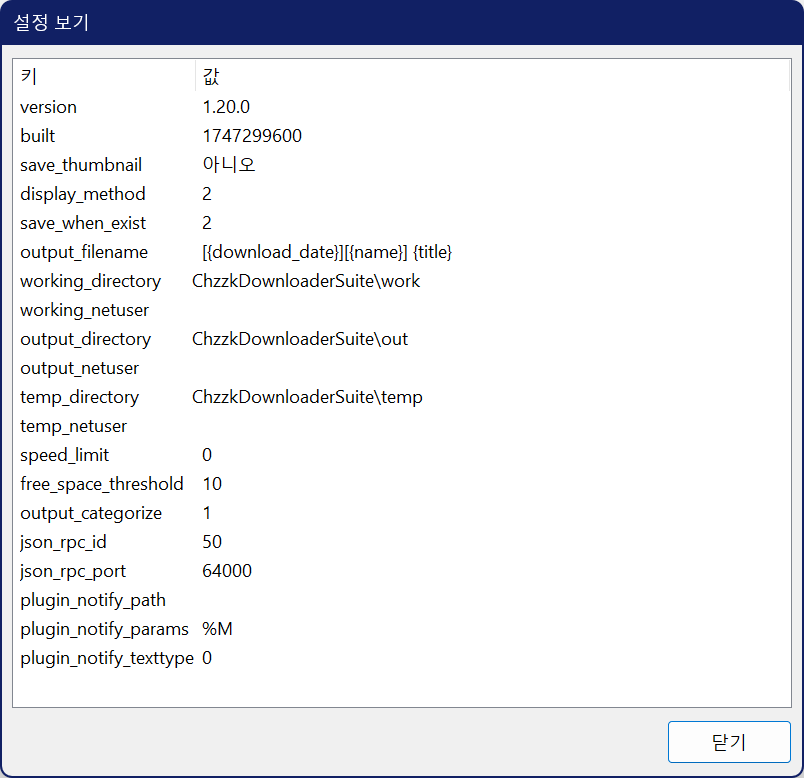 설정 보기
키 값
version 1.20.0
built 1747299600
save_thumbnail 아니오
display_method 2
save_when_exist 2
output_filename [{download_date}][{name}] {title}
working_directory ChzzkDownloaderSuite\work
working_netuser
output_directory ChzzkDownloaderSuite\out
output_netuser
temp_directory ChzzkDownloaderSuite\temp
temp_netuser
speed_limit 0
free_space_threshold 10
output_categorize 1
json_rpc_id 50
json_rpc_port 64000
plugin_notify_path
plugin_notify_params %M
plugin_notify_texttype 0
닫기